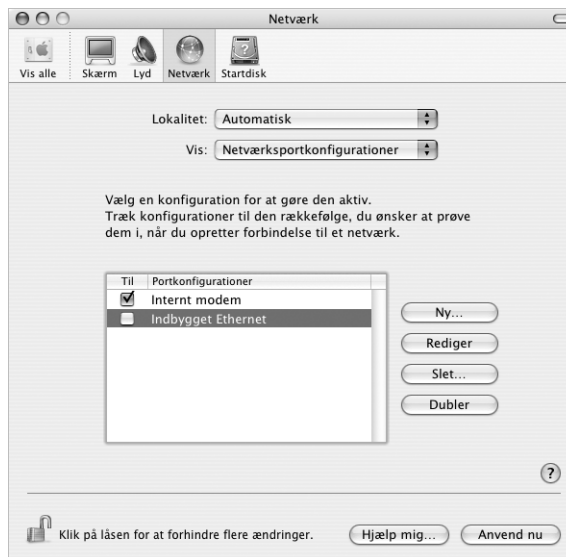 Netværk
Vis alle
Skærm
Lyd
Netværk
Startdisk
Lokalitet: Automatisk
Vis: Netværksportkonfigurationer
Vælg en konfiguration for at gøre den aktiv.
Træk konfigurationer til den rækkefølge, du ønsker at prøve
dem i, når du opretter forbindelse til et netværk.
Til Portkonfigurationer
Internt modem
Indbygget Ethernet
Ny...
Rediger
Slet...
Dubler
?
Klik på låsen for at forhindre flere ændringer.
Hjælp mig...
Anvend nu